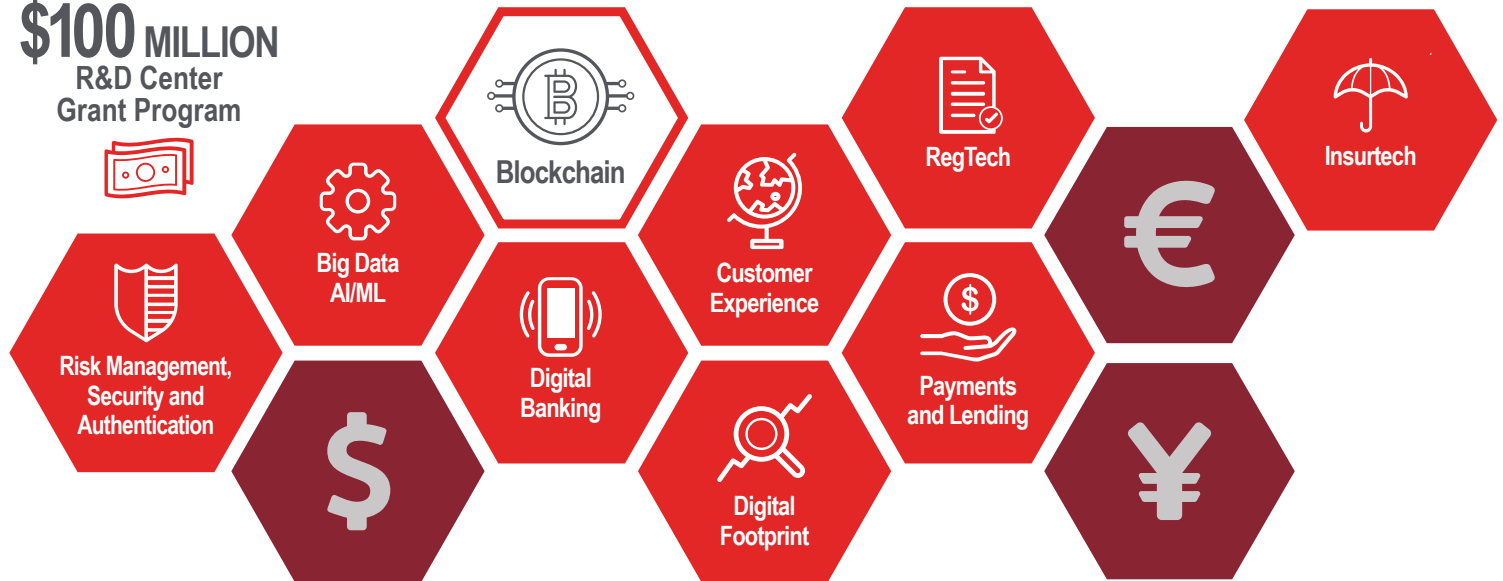 $100 MILLION
R&D Center
Grant Program
Blockchain
RegTech
Insurtech
Big Data
AI/ML
Customer
Experience
€
Risk Management,
Security and
Authentication
Digital
Banking
$
Payments
and Lending
$
Digital
Footprint
¥